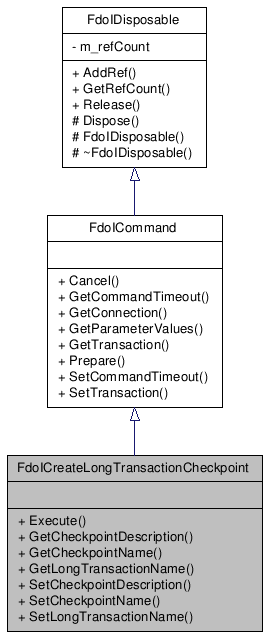 FdoIDisposable
- m_refCount
+ AddRef()
+ GetRefCount()
+ Release()
# Dispose()
# FdoIDisposable()
# ~FdoIDisposable()
FdoICommand
+ Cancel()
+ GetCommandTimeout()
+ GetConnection()
+ GetParameterValues()
+ GetTransaction()
+ Prepare()
+ SetCommandTimeout()
+ SetTransaction()
FdoICreateLongTransactionCheckpoint
+ Execute()
+ GetCheckpointDescription()
+ GetCheckpointName()
+ GetLongTransactionName()
+ SetCheckpointDescription()
+ SetCheckpointName()
+ SetLongTransactionName()